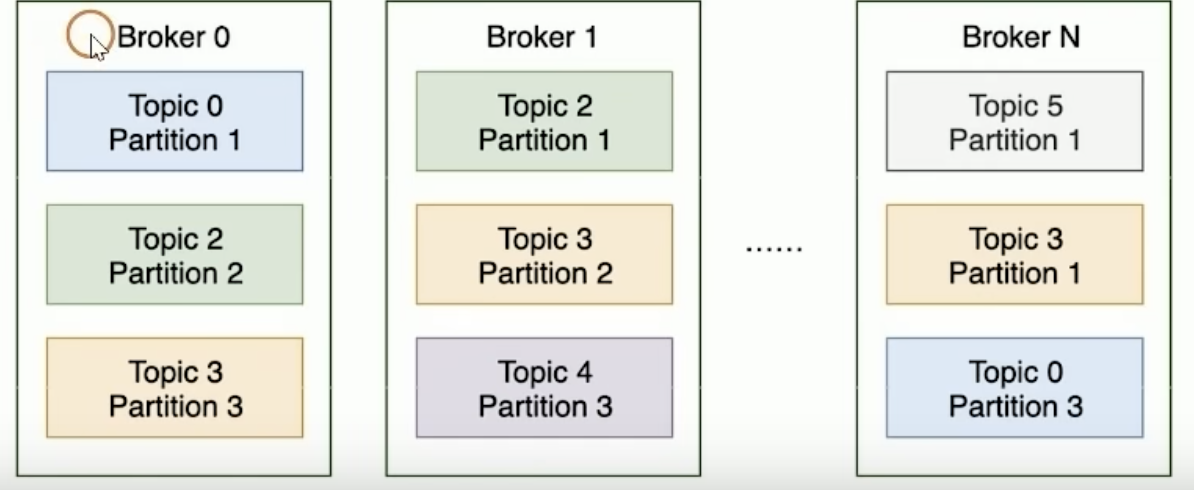 Broker 0
Topic 0
Partition 1
Topic 2
Partition 2
Topic 3
Partition 3
Broker 1
Topic 2
Partition 1
Topic 3
Partition 2
Topic 4
Partition 3
......
Broker N
Topic 5
Partition 1
Topic 3
Partition 1
Topic 0
Partition 3